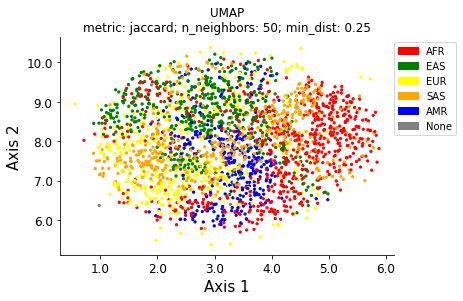 UMAP
metric: jaccard; n_neighbors: 50; min_dist: 0.25
10.0
9.0
8.0
7.0
6.0
Axis 2
1.0 2.0 3.0 4.0 5.0 6.0
Axis 1
AFR
EAS
EUR
SAS
AMR
None